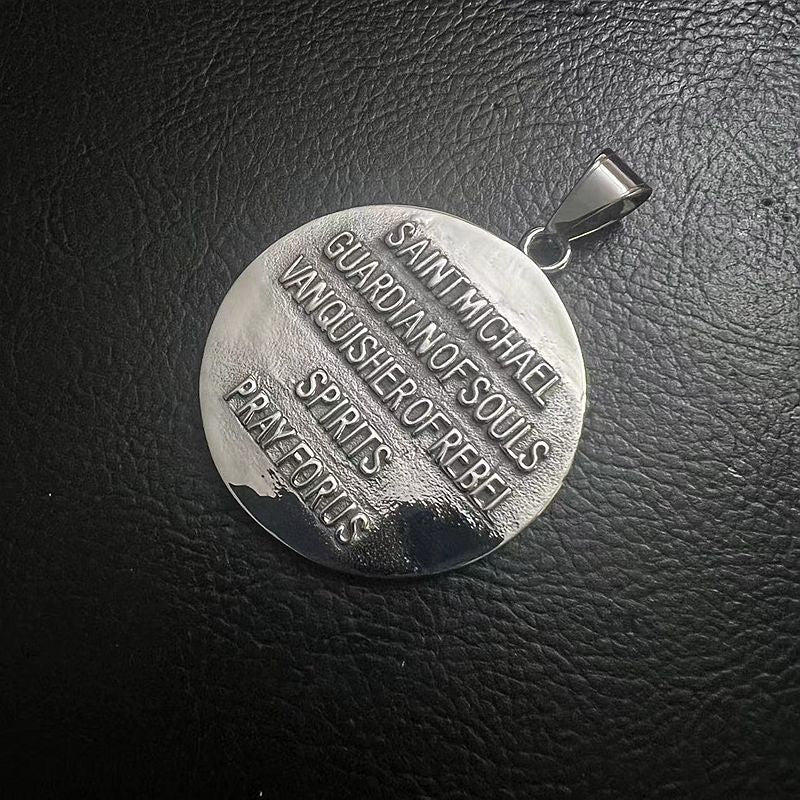 SAINT MICHAEL
GUARDIAN OF SOULS
VANQUISHER OF REBEL
SPIRITS
PRAY FOR US